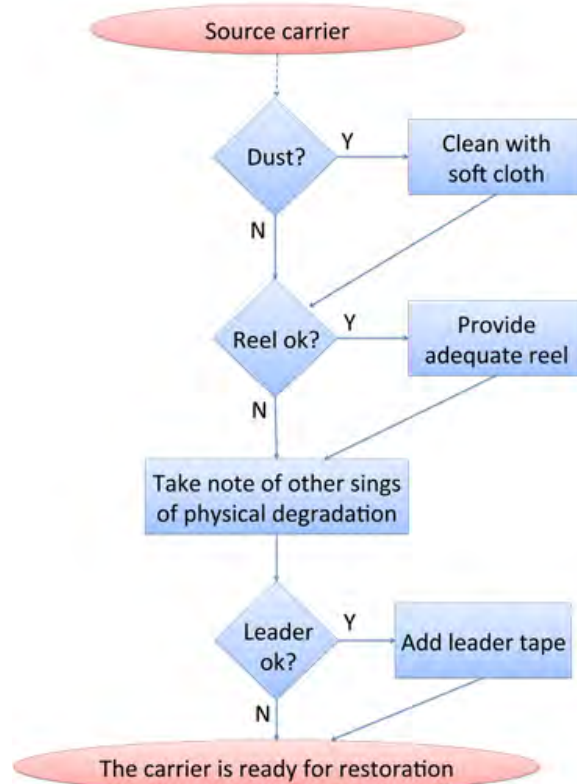 Source carrier
Dust?
Y
Clean with
soft cloth
N
Reel ok?
Y
Provide
adequate reel
N
Take note of other sings
of physical degradation
Leader
ok?
Y
Add leader tape
N
The carrier is ready for restoration